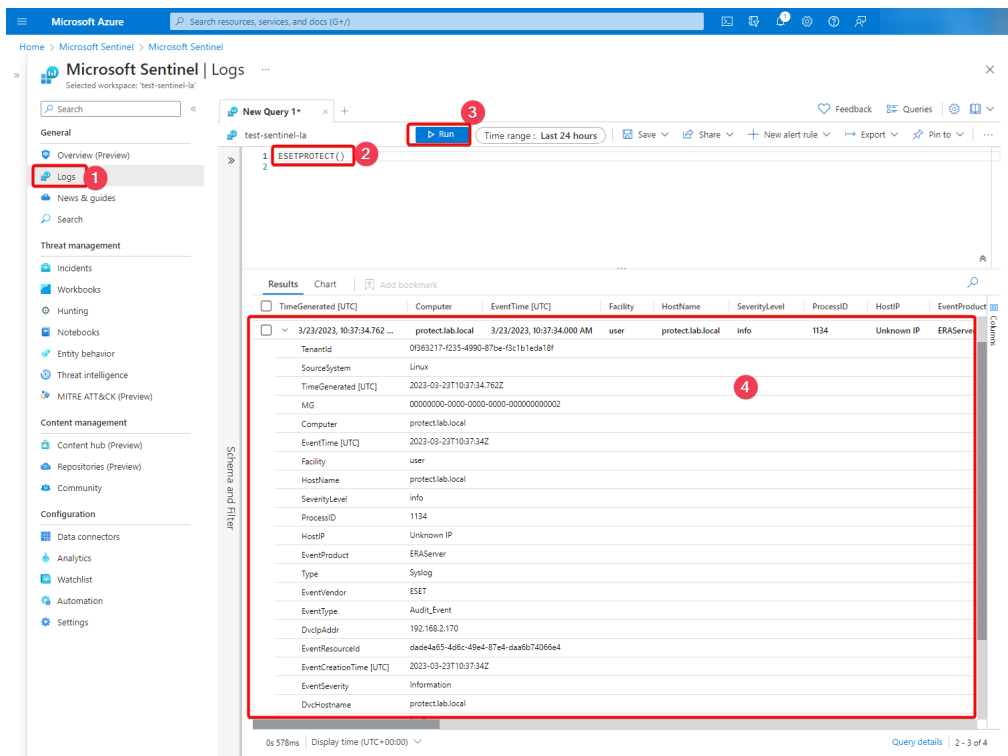 Microsoft Azure
Search resources, services, and docs (G+/)
1
Home > Microsoft Sentinel > Microsoft Sentinel
Microsoft Sentinel | Logs ...
Selected workspace: 'test-sentinel-la'
Search
General
Overview (Preview)
Logs
1
News & guides
Search
Threat management
Incidents
Workbooks
Hunting
Notebooks
Entity behavior
Threat intelligence
MITRE ATT&CK (Preview)
Content management
Content hub (Preview)
Repositories (Preview)
Community
Configuration
Data connectors
Analytics
Watchlist
Automation
Settings
New Query 1*
Feedback Queries
3
test-sentinel-la Run Time range : Last 24 hours Save Share New alert rule Export Pin to ...
1 ESETPROTECT() 2
2
Schema and Filter
Results Chart Add bookmark
TimeGenerated [UTC] Computer EventTime [UTC] Facility HostName SeverityLevel ProcessID HostIP EventProduct
Columns
3/23/2023, 10:37:34.762 ... protect.lab.local 3/23/2023, 10:37:34.000 AM user protect.lab.local info 1134 Unknown IP ERAServer
TenantId 0f363217-f235-4990-87be-f3c1b1eda18f
SourceSystem Linux
TimeGenerated [UTC] 2023-03-23T10:37:34.762Z
4
MG 00000000-0000-0000-0000-000000000002
Computer protect.lab.local
EventTime [UTC] 2023-03-23T10:37:34Z
Facility user
HostName protect.lab.local
SeverityLevel info
ProcessID 1134
HostIP Unknown IP
EventProduct ERAServer
Type Syslog
EventVendor ESET
EventType Audit_Event
DvcIpAddr 192.168.2.170
EventResourceId dade4a65-4d6c-49e4-87e4-daa6b74066e4
EventCreationTime [UTC] 2023-03-23T10:37:34Z
EventSeverity Information
DvcHostname protect.lab.local
0s 578ms Display time (UTC+00:00) Query details 2 - 3 of 4